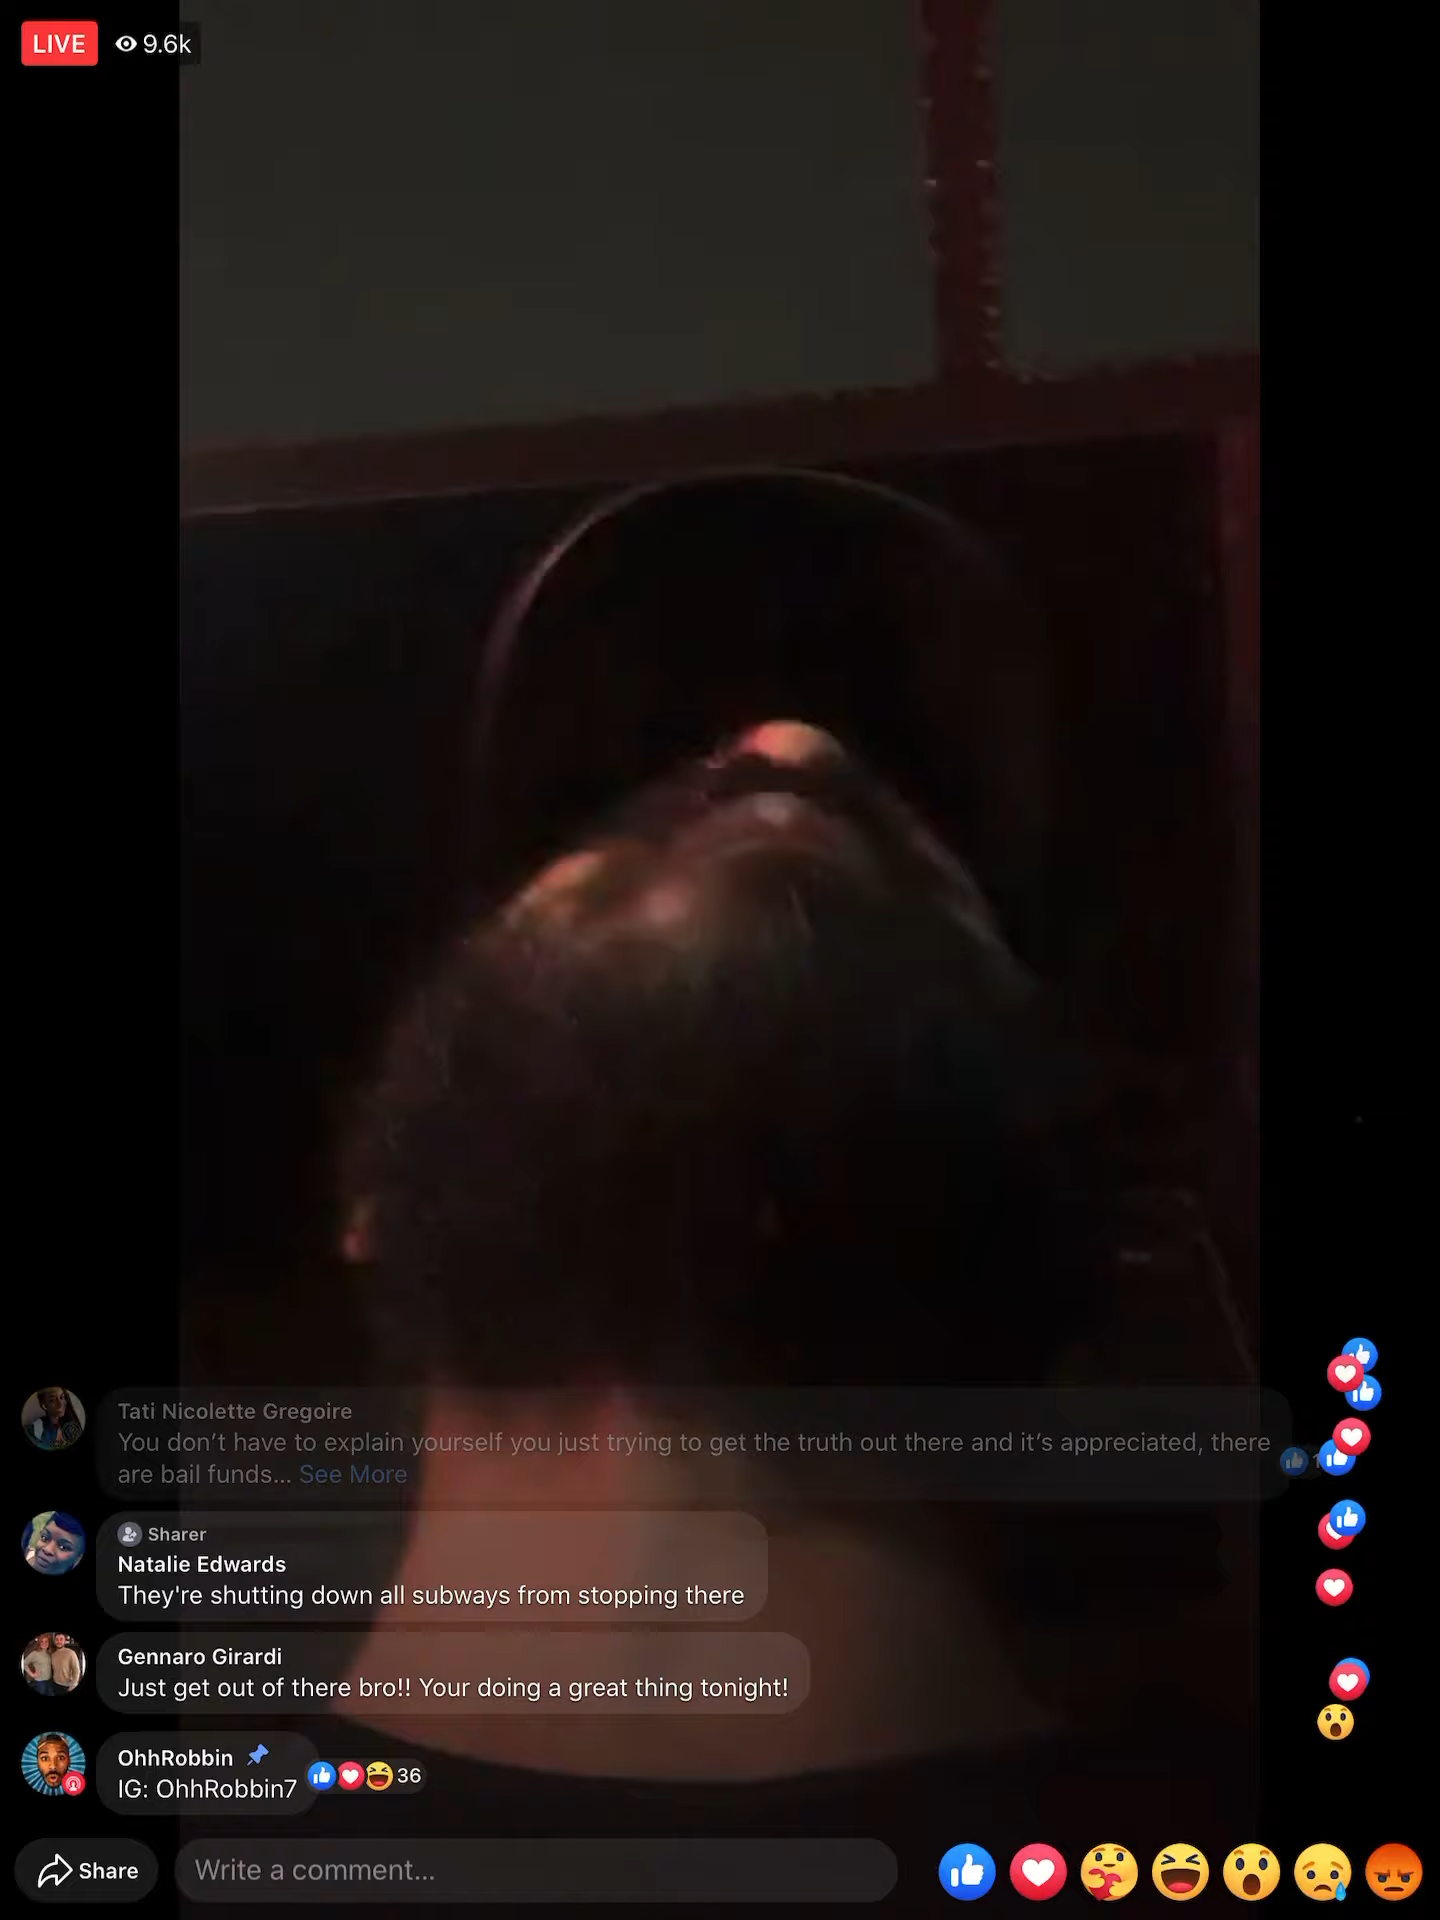 LIVE 9.6k
Tati Nicolette Gregoire
You don’t have to explain yourself you just trying to get the truth out there and it’s appreciated, there
are bail funds... See More
1
Sharer
Natalie Edwards
They're shutting down all subways from stopping there
Gennaro Girardi
Just get out of there bro!! Your doing a great thing tonight!
OhhRobbin
IG: OhhRobbin7
36
Share
Write a comment...